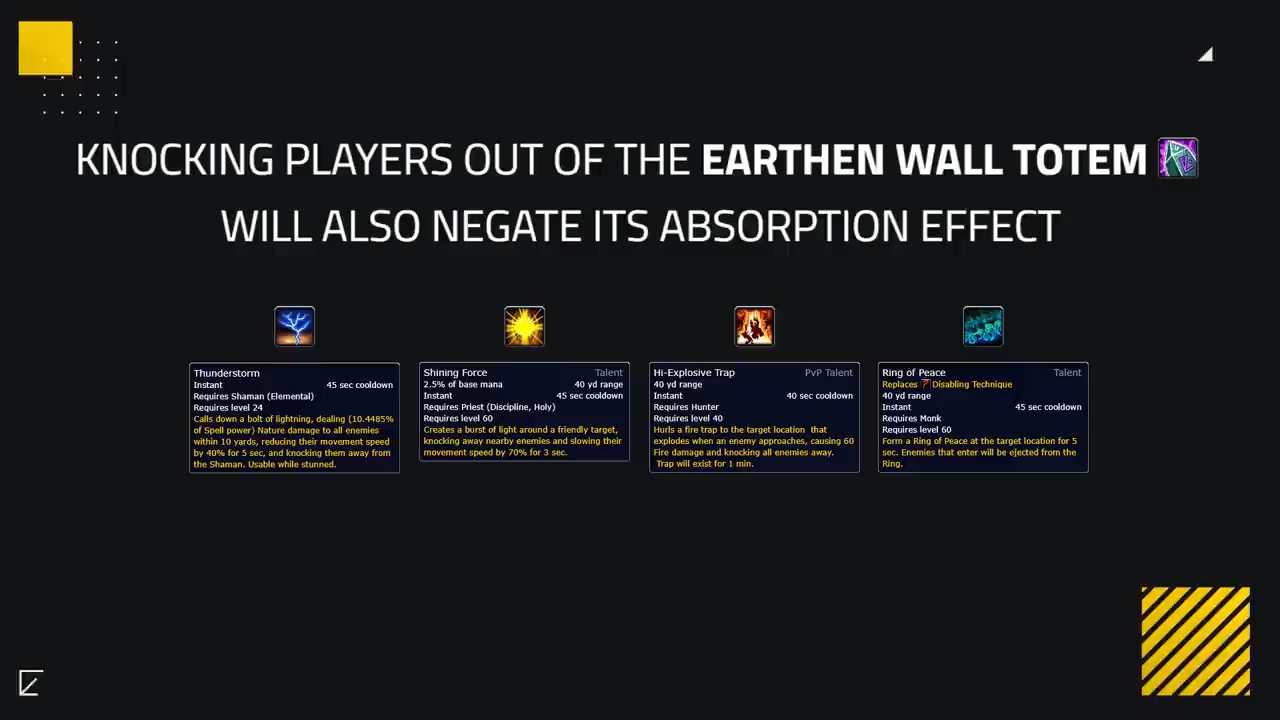 KNOCKING PLAYERS OUT OF THE EARTHEN WALL TOTEM
WILL ALSO NEGATE ITS ABSORPTION EFFECT
Thunderstorm
Instant 45 sec cooldown
Requires Shaman (Elemental)
Requires level 24
Calls down a bolt of lightning, dealing (10.4485%
of Spell power) Nature damage to all enemies
within 10 yards, reducing their movement speed
by 40% for 5 sec, and knocking them away from
the Shaman. Usable while stunned.
Shining Force Talent
2.5% of base mana 40 yd range
Instant 45 sec cooldown
Requires Priest (Discipline, Holy)
Requires level 60
Creates a burst of light around a friendly target,
knocking away nearby enemies and slowing their
movement speed by 70% for 3 sec.
Hi-Explosive Trap PvP Talent
40 yd range
Instant 40 sec cooldown
Requires Hunter
Requires level 40
Hurls a fire trap to the target location that
explodes when an enemy approaches, causing 60
Fire damage and knocking all enemies away.
Trap will exist for 1 min.
Ring of Peace Talent
Replaces Disabling Technique
40 yd range
Instant 45 sec cooldown
Requires Monk
Requires level 60
Form a Ring of Peace at the target location for 5
sec. Enemies that enter will be ejected from the
Ring.